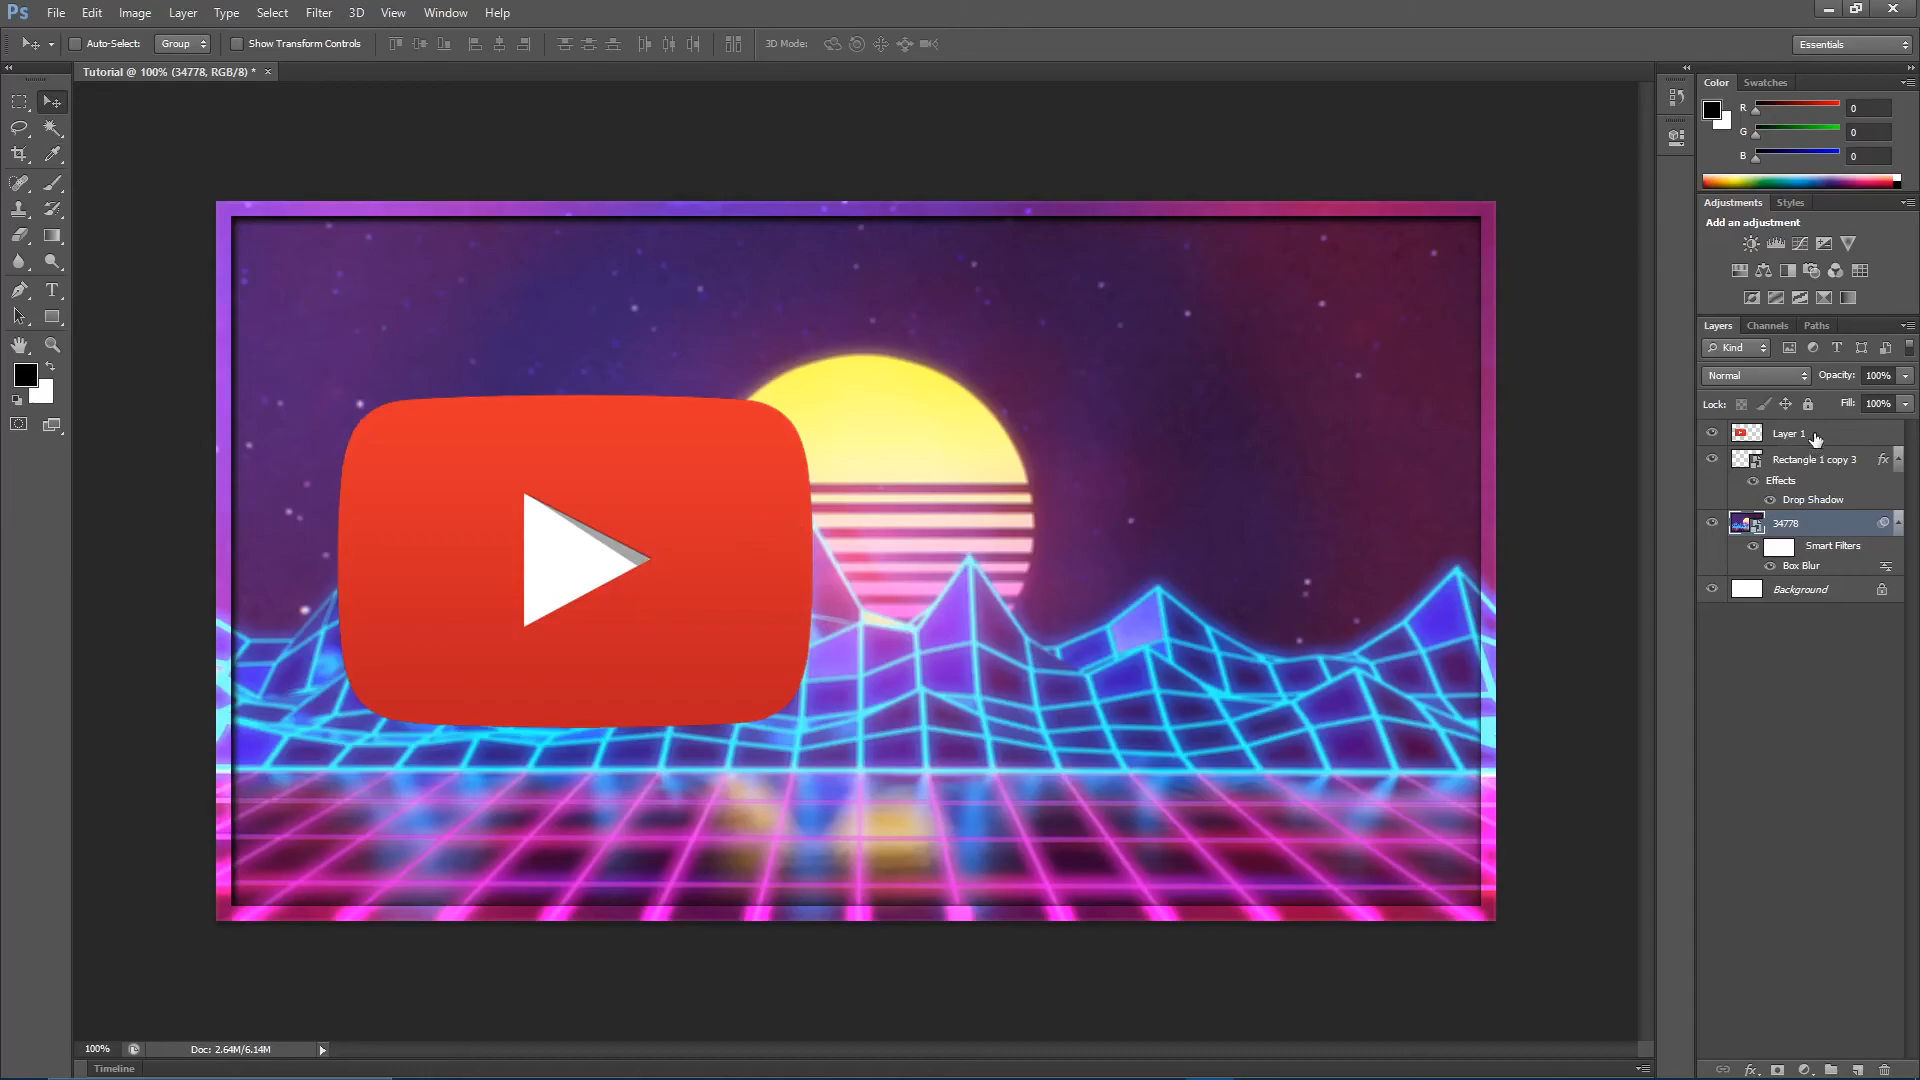 Ps File Edit Image Layer Type Select Filter 3D View Window Help
Auto-Select: Group Show Transform Controls 3D Mode: Essentials
Tutorial @ 100% (34778, RGB/8) * ×
Color Swatches
R 0
G 0
B 0
Adjustments Styles
Add an adjustment
Layers Channels Paths
Kind
Normal Opacity: 100%
Lock: Fill: 100%
Layer 1
Rectangle 1 copy 3 fx
Effects
Drop Shadow
34778
Smart Filters
Box Blur
Background
100% Doc: 2.64M/6.14M
Timeline
fx